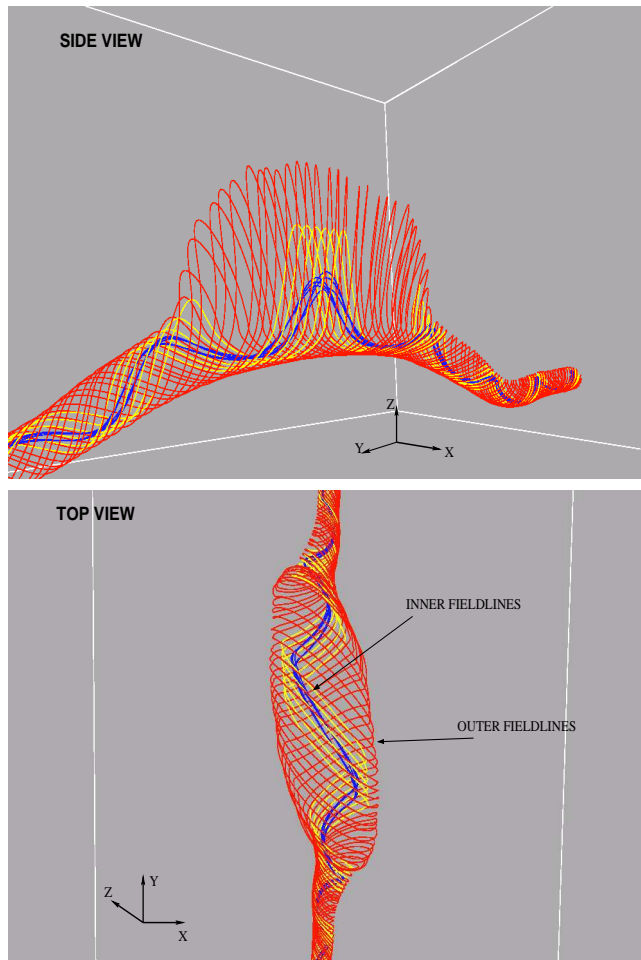 SIDE VIEW
Z
Y
X
TOP VIEW
INNER FIELDLINES
OUTER FIELDLINES
Y
Z
X